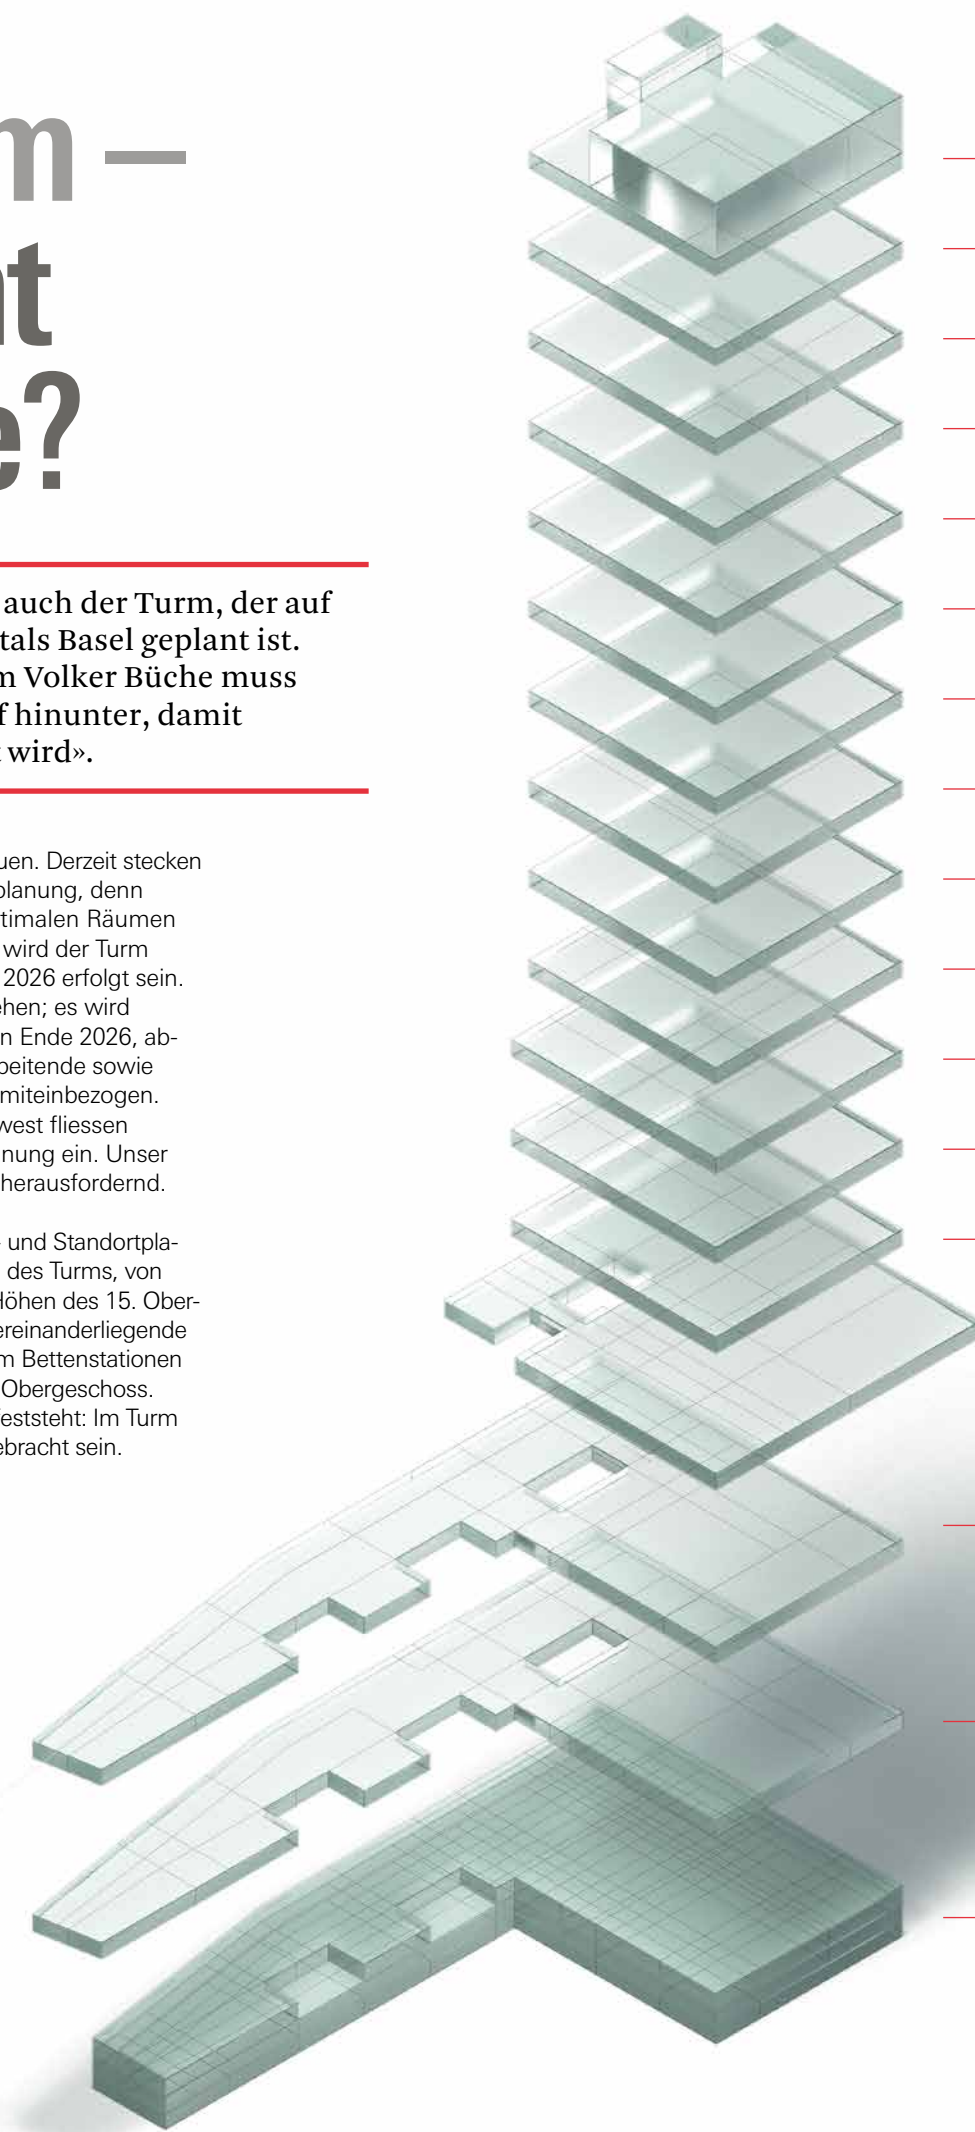 m –
nt
e?
auch der Turm, der auf
tals Basel geplant ist.
m Volker Büche muss
f hinunter, damit
t wird».
uen. Derzeit stecken
planung, denn
timalen Räumen
wird der Turm
2026 erfolgt sein.
ehen; es wird
n Ende 2026, ab-
beitende sowie
miteinbezogen.
west fliessen
nung ein. Unser
herausfordernd.
und Standortpla-
des Turms, von
Höhen des 15. Ober-
ereinanderliegende
m Bettenstationen
Obergeschoss.
feststeht: Im Turm
ebracht sein.